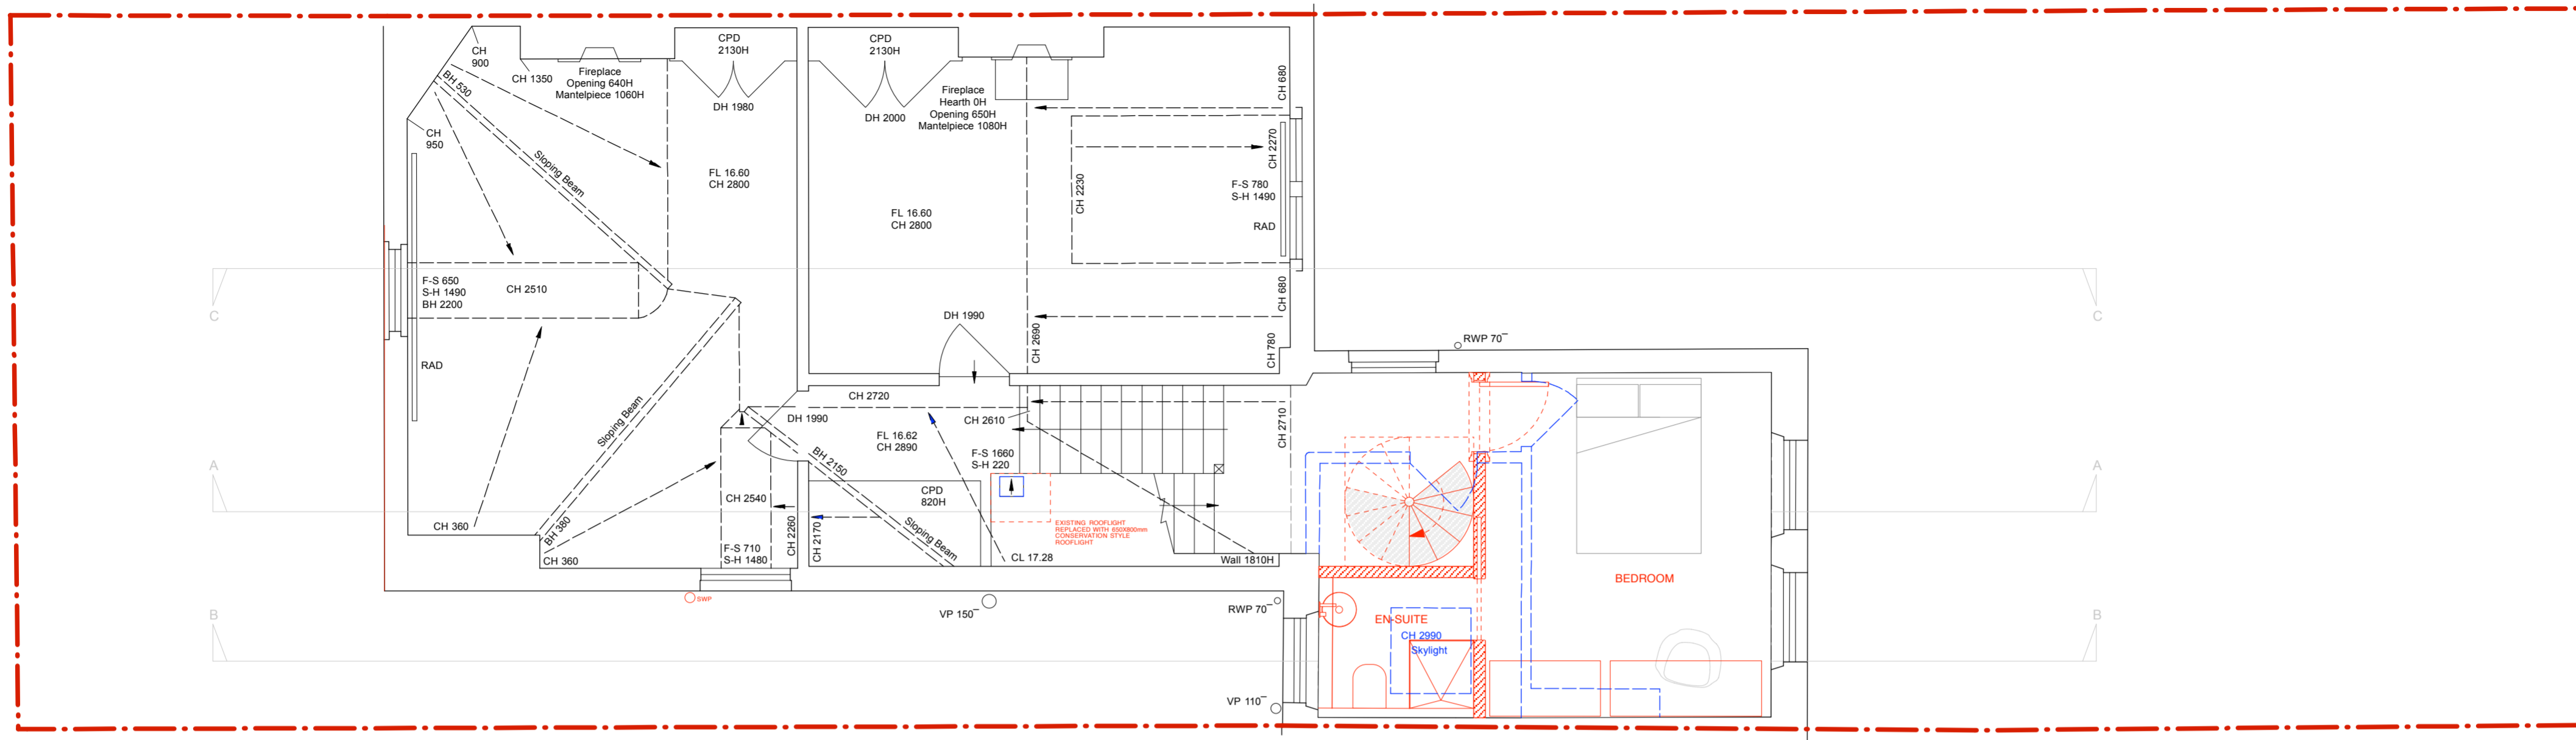 CH
900
CH 1350
BH 530
CH
950
Fireplace
Opening 640H
Mantelpiece 1060H
CPD
2130H
DH 1980
CPD
2130H
DH 2000
Fireplace
Hearth 0H
Opening 650H
Mantelpiece 1080H
CH 680
CH 2270
CH 2230
F-S 780
S-H 1490
RAD
Sloping Beam
FL 16.60
CH 2800
FL 16.60
CH 2800
F-S 650
S-H 1490
BH 2200
CH 2510
CH 680
C
C
DH 1990
CH 2690
CH 780
RWP 70
RAD
CH 2720
DH 1990
CH 2610
CH 2710
Sloping Beam
FL 16.62
CH 2890
F-S 1660
S-H 220
BH 2150
A
A
CH 2540
CPD
820H
CH 360
BH 380
CH 2260
CH 2170
Sloping Beam
EXISTING ROOFLIGHT
REPLACED WITH 650X800mm
CONSERVATION STYLE
ROOFLIGHT
F-S 710
S-H 1480
CH 360
CL 17.28
Wall 1810H
BEDROOM
SWP
VP 150
RWP 70
EN-SUITE
CH 2990
Skylight
B
B
VP 110